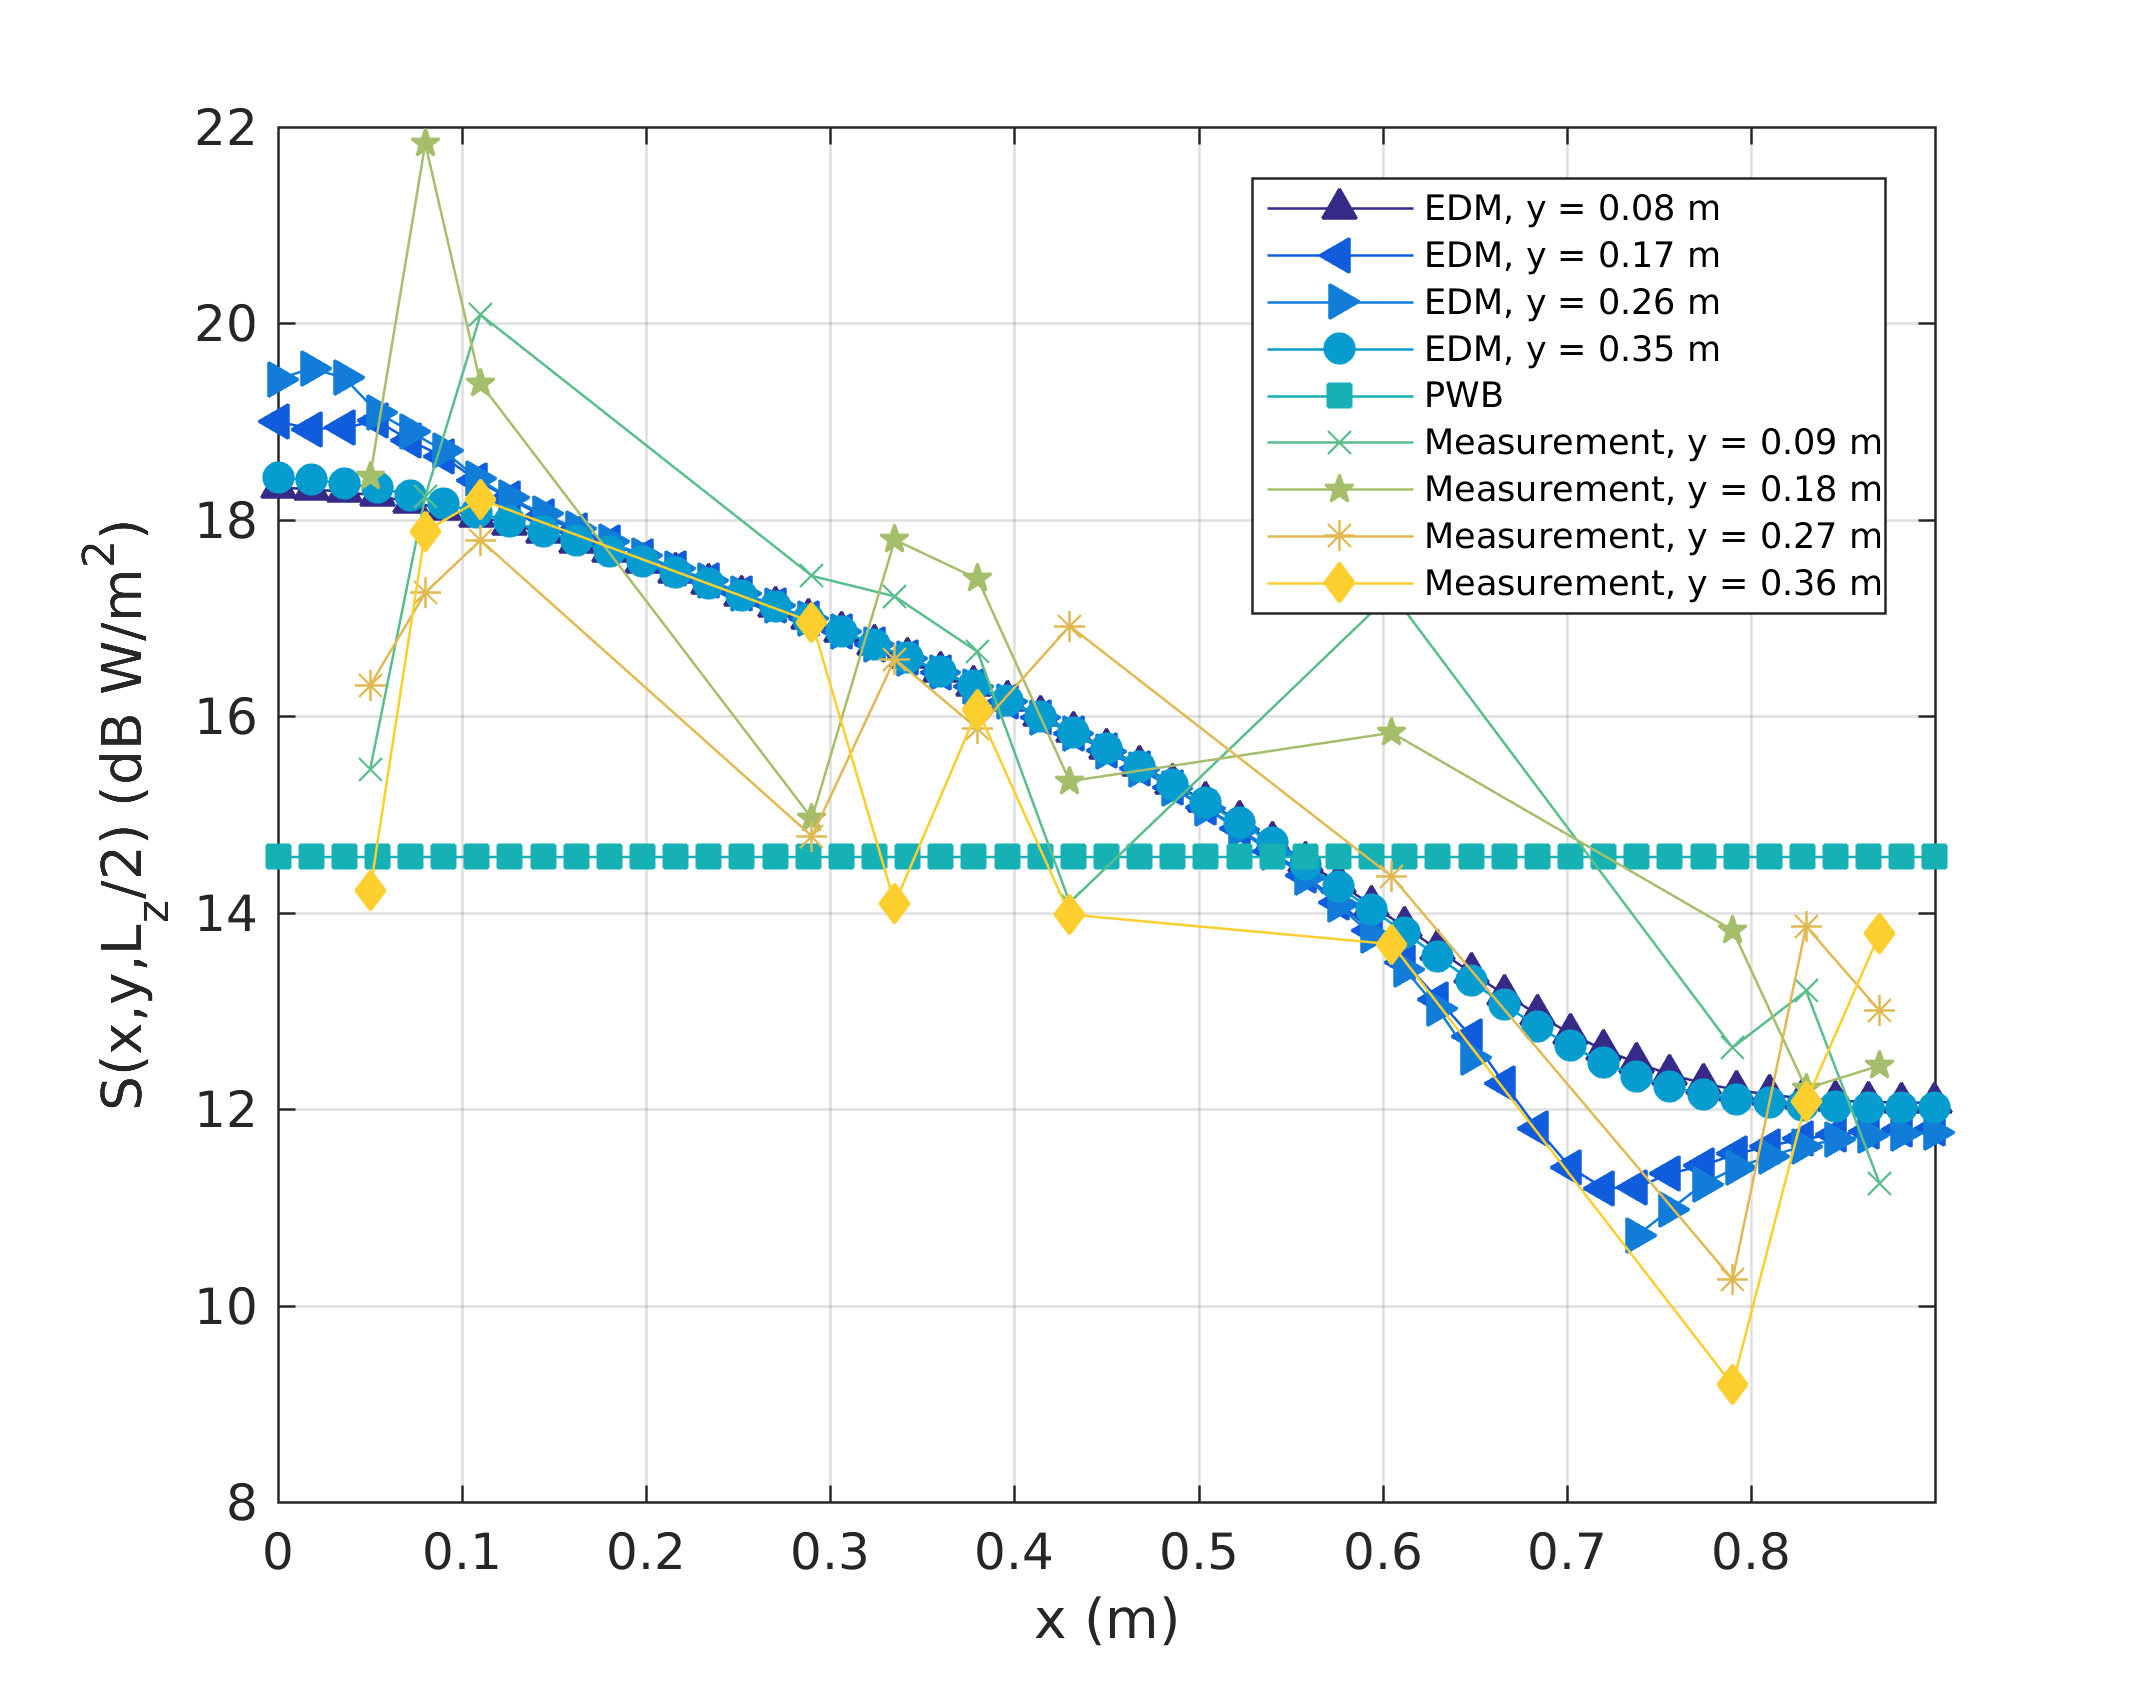 22
20
18
16
14
12
10
8
0 0.1 0.2 0.3 0.4 0.5 0.6 0.7 0.8
x (m)
S(x,y,L_z/2) (dB W/m^2)
EDM, y = 0.08 m
EDM, y = 0.17 m
EDM, y = 0.26 m
EDM, y = 0.35 m
PWB
Measurement, y = 0.09 m
Measurement, y = 0.18 m
Measurement, y = 0.27 m
Measurement, y = 0.36 m